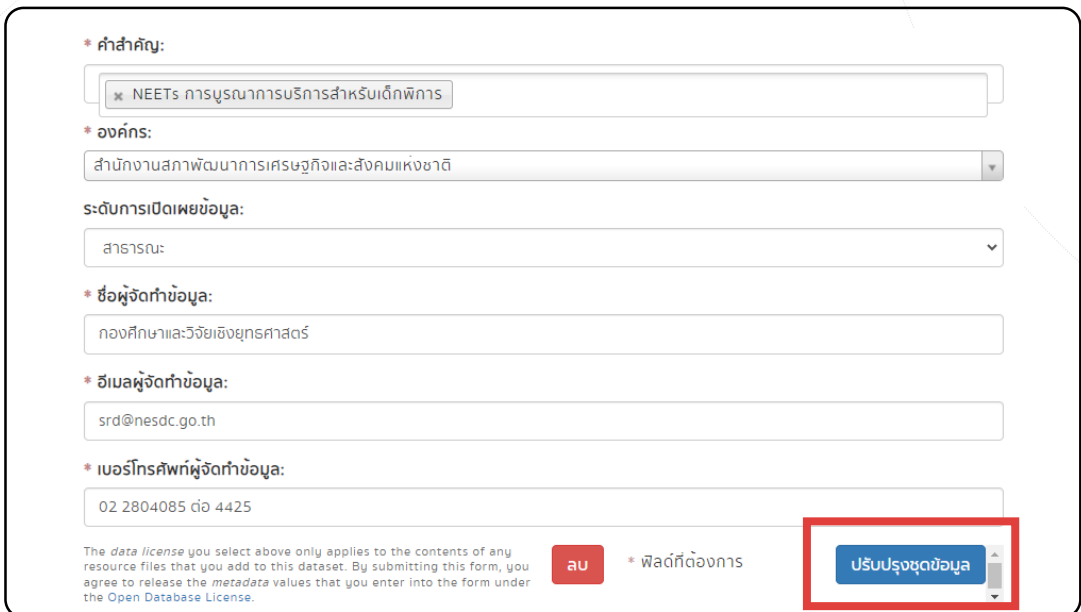 * คำสำคัญ:
× NEETs การบูรณาการบริการสำหรับเด็กพิการ
* องค์กร:
สำนักงานสภาพัฒนาการเศรษฐกิจและสังคมแห่งชาติ
ระดับการเปิดเผยข้อมูล:
สาธารณะ
* ชื่อผู้จัดทำข้อมูล:
กองศึกษาและวิจัยเชิงยุทธศาสตร์
* อีเมลผู้จัดทำข้อมูล:
srd@nesdc.go.th
* เบอร์โทรศัพท์ผู้จัดทำข้อมูล:
02 2804085 ต่อ 4425
The data license you select above only applies to the contents of any
resource files that you add to this dataset. By submitting this form, you
agree to release the metadata values that you enter into the form under
the Open Database License.
ลบ
* ฟิลด์ที่ต้องการ
ปรับปรุงชุดข้อมูล